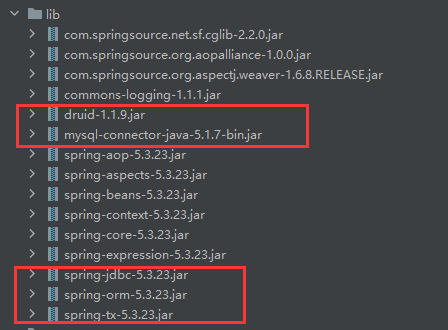 lib
com.springsource.net.sf.cglib-2.2.0.jar
com.springsource.org.aopalliance-1.0.0.jar
com.springsource.org.aspectj.weaver-1.6.8.RELEASE.jar
commons-logging-1.1.1.jar
druid-1.1.9.jar
mysql-connector-java-5.1.7-bin.jar
spring-aop-5.3.23.jar
spring-aspects-5.3.23.jar
spring-beans-5.3.23.jar
spring-context-5.3.23.jar
spring-core-5.3.23.jar
spring-expression-5.3.23.jar
spring-jdbc-5.3.23.jar
spring-orm-5.3.23.jar
spring-tx-5.3.23.jar